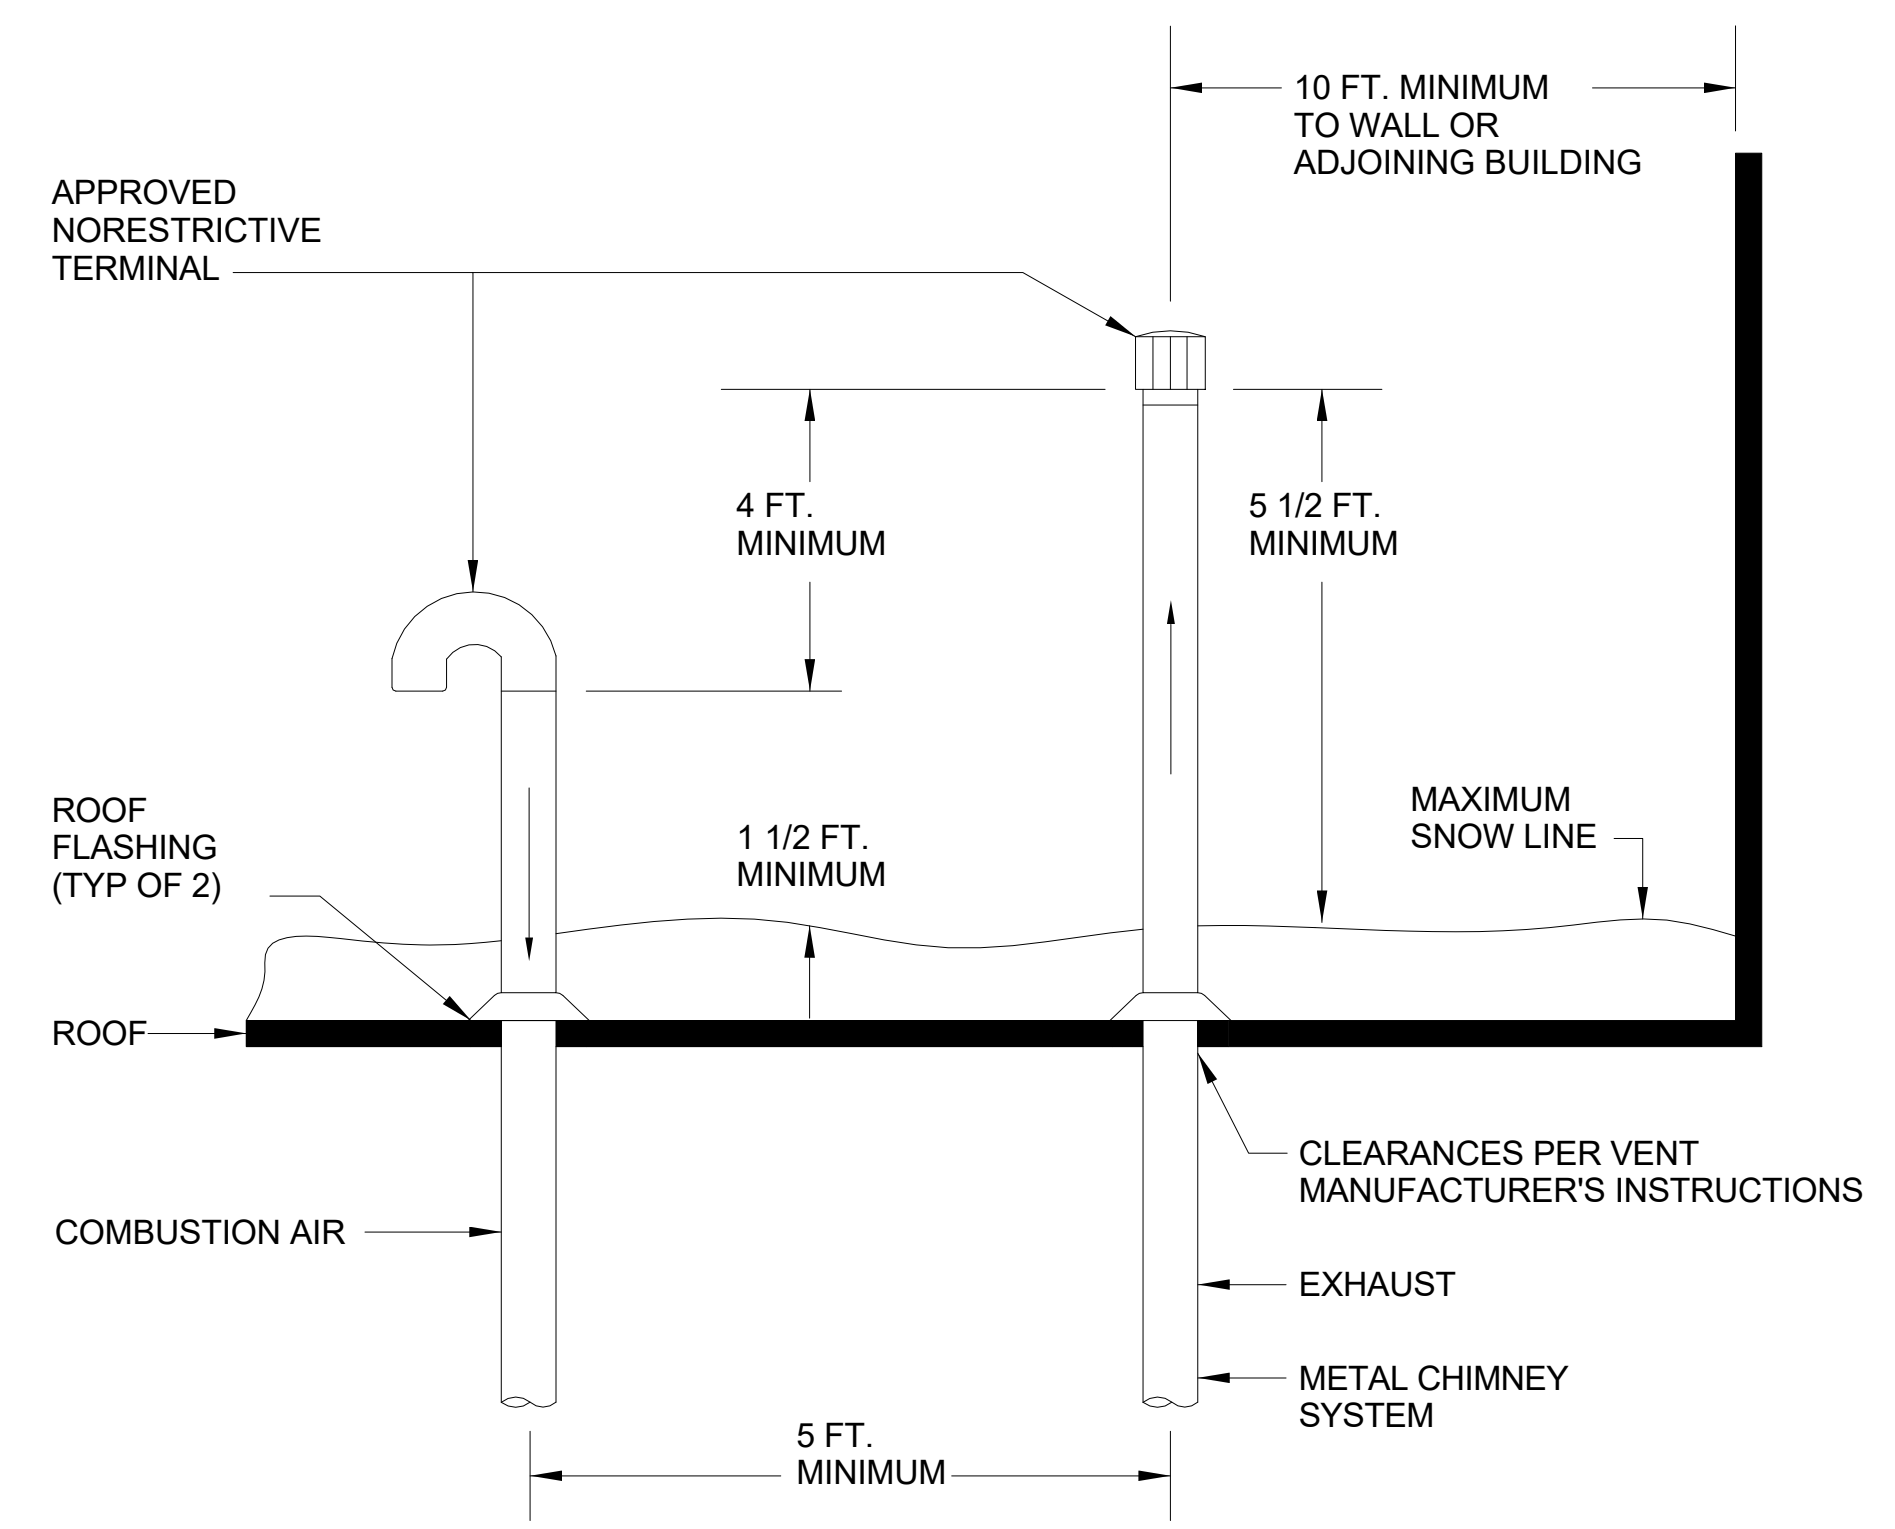 10 FT. MINIMUM
TO WALL OR
ADJOINING BUILDING
APPROVED
NORESTRICTIVE
TERMINAL
4 FT.
MINIMUM
5 1/2 FT.
MINIMUM
ROOF
FLASHING
(TYP OF 2)
1 1/2 FT.
MINIMUM
MAXIMUM
SNOW LINE
ROOF
CLEARANCES PER VENT
MANUFACTURER'S INSTRUCTIONS
COMBUSTION AIR
EXHAUST
METAL CHIMNEY
SYSTEM
5 FT.
MINIMUM